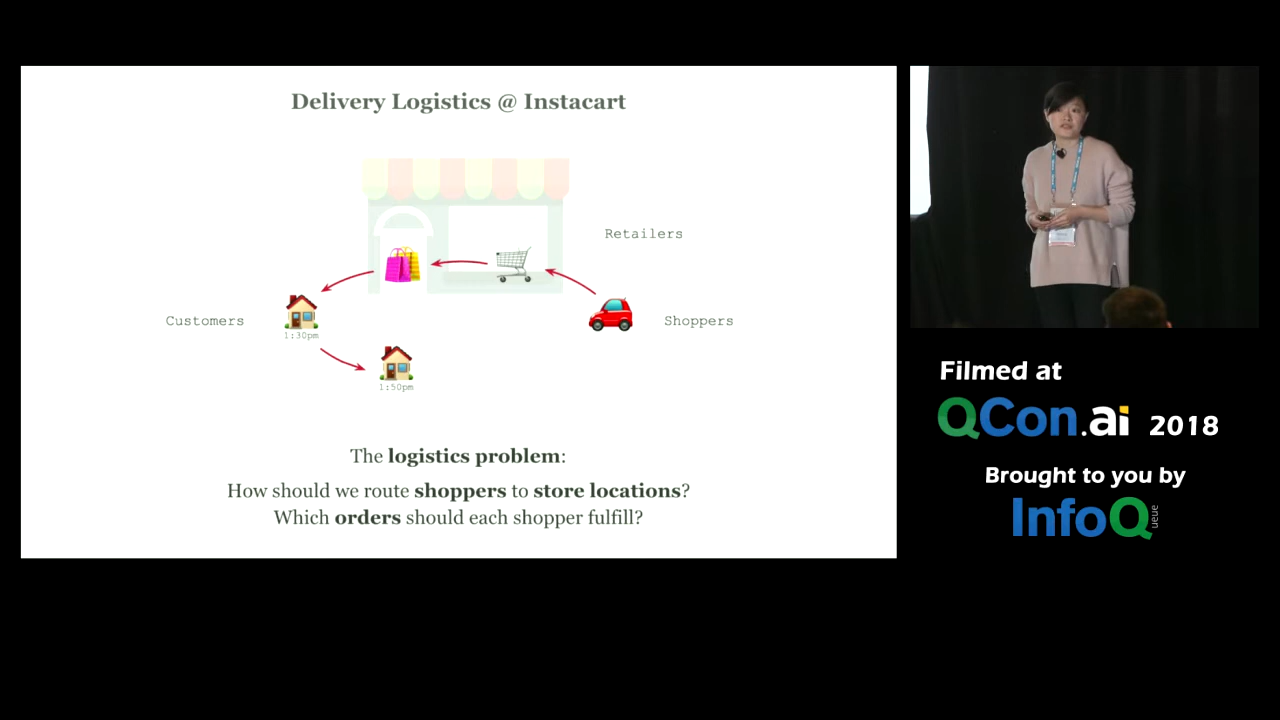 Delivery Logistics @ Instacart
Retailers
Customers
Shoppers
1:30pm
1:50pm
The logistics problem:
How should we route shoppers to store locations?
Which orders should each shopper fulfill?
Filmed at
QCon.ai 2018
Brought to you by
InfoQueue